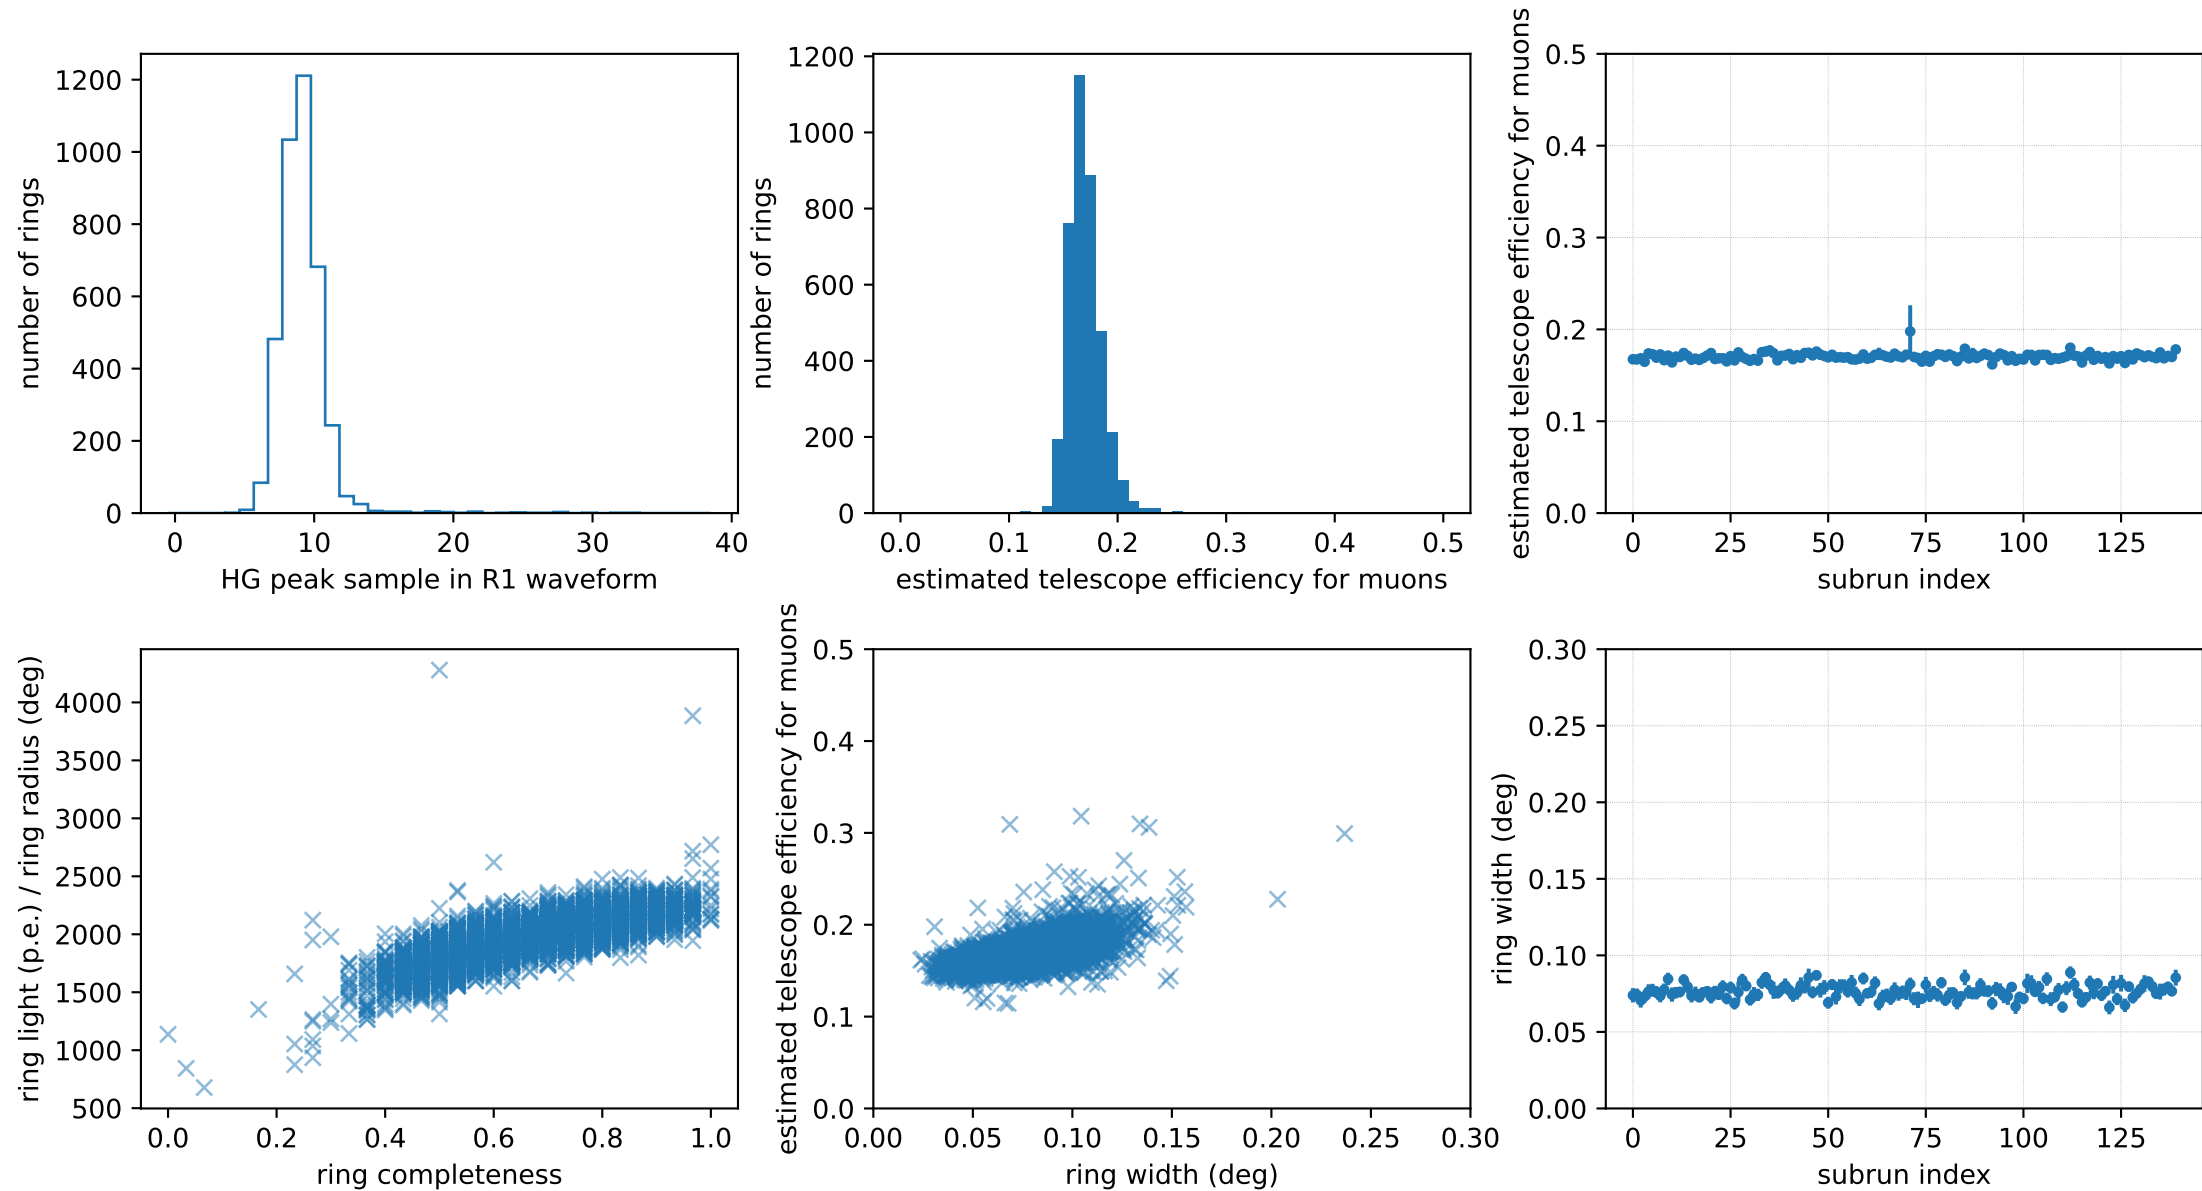 number of rings
1200
1000
800
600
400
200
0
0 10 20 30 40
HG peak sample in R1 waveform
number of rings
1200
1000
800
600
400
200
0
0.0 0.1 0.2 0.3 0.4 0.5
estimated telescope efficiency for muons
estimated telescope efficiency for muons
0.5
0.4
0.3
0.2
0.1
0.0
0 25 50 75 100 125
subrun index
ring light (p.e.) / ring radius (deg)
4000
3500
3000
2500
2000
1500
1000
500
0.0 0.2 0.4 0.6 0.8 1.0
ring completeness
estimated telescope efficiency for muons
0.5
0.4
0.3
0.2
0.1
0.0
0.00 0.05 0.10 0.15 0.20 0.25 0.30
ring width (deg)
ring width (deg)
0.30
0.25
0.20
0.15
0.10
0.05
0.00
0 25 50 75 100 125
subrun index